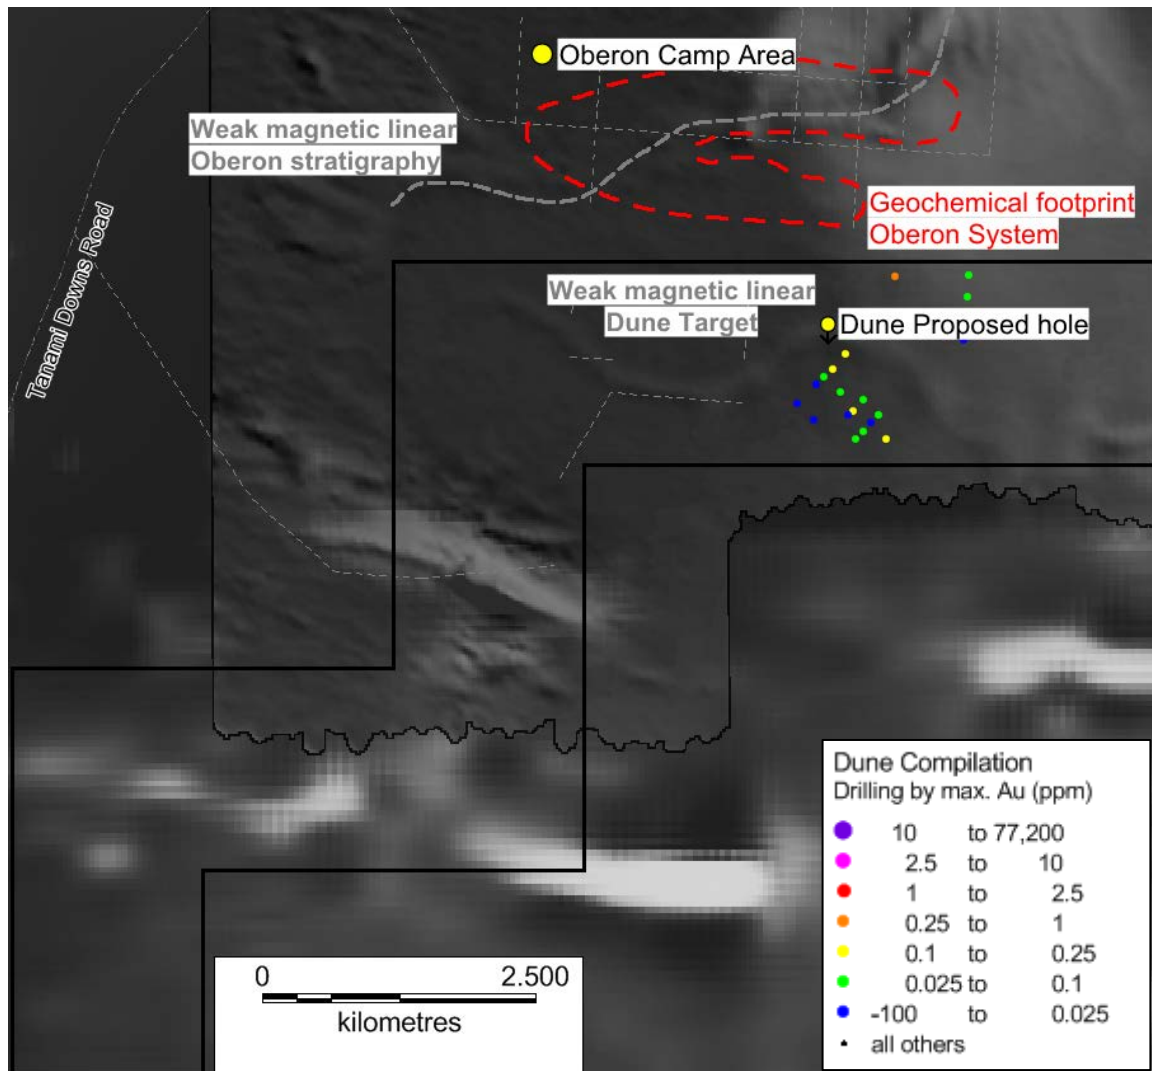 Oberon Camp Area
Weak magnetic linear
Oberon stratigraphy
Geochemical footprint
Oberon System
Tanami Downs Road
Weak magnetic linear
Dune Target
Dune Proposed hole
Dune Compilation
Drilling by max. Au (ppm)
10 to 77,200
2.5 to 10
1 to 2.5
0.25 to 1
0.1 to 0.25
0.025 to 0.1
-100 to 0.025
all others
0 2.500
kilometres